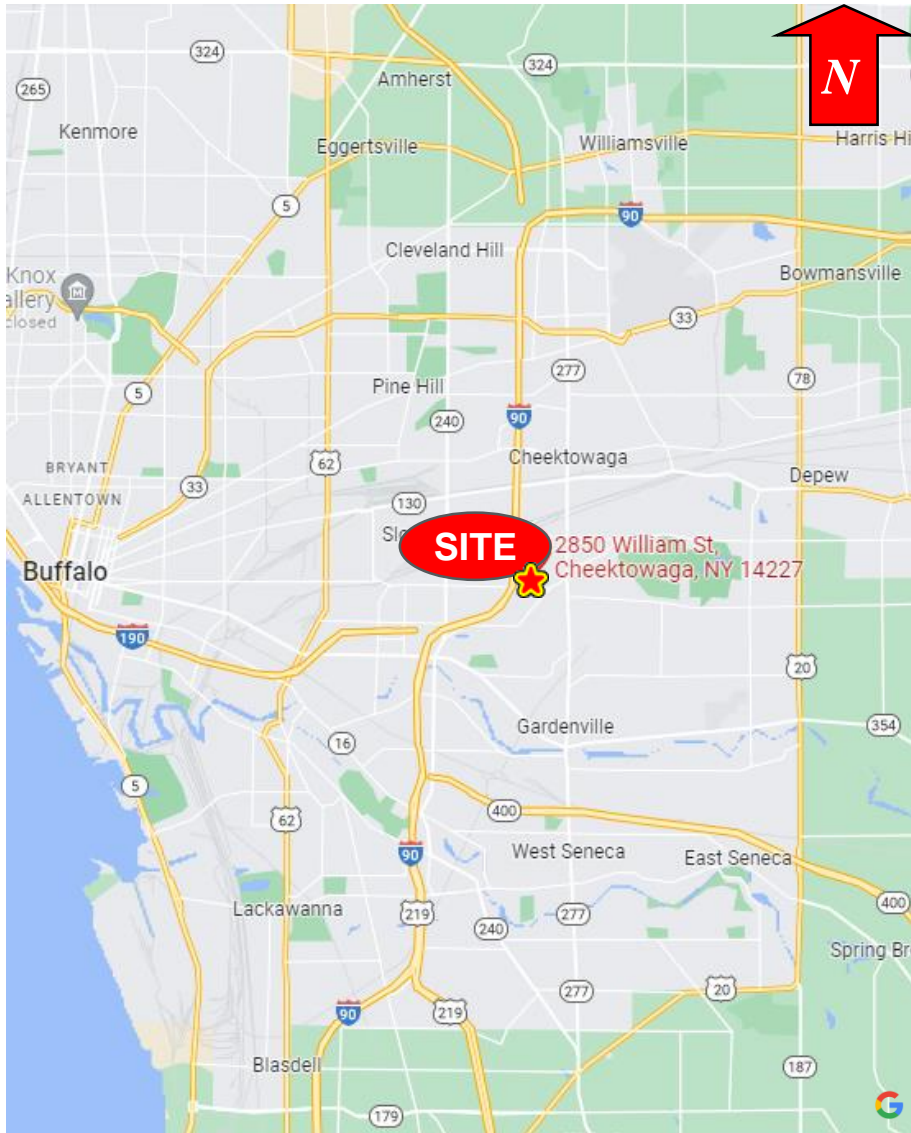 324
N
324
Amherst
265
Kenmore
Eggertsville
Williamsville
Harris Hi
5
90
Cleveland Hill
Knox
allery
closed
Bowmansville
33
277
78
Pine Hill
5
240
90
62
Cheektowaga
BRYANT
Depew
ALLENTOWN
33
130
Slo
SITE
2850 William St,
Cheektowaga, NY 14227
Buffalo
190
20
Gardenville
354
16
5
400
62
90
West Seneca
East Seneca
400
Lackawanna
219
277
240
Spring Br
277
20
90
219
Blasdell
187
179
G